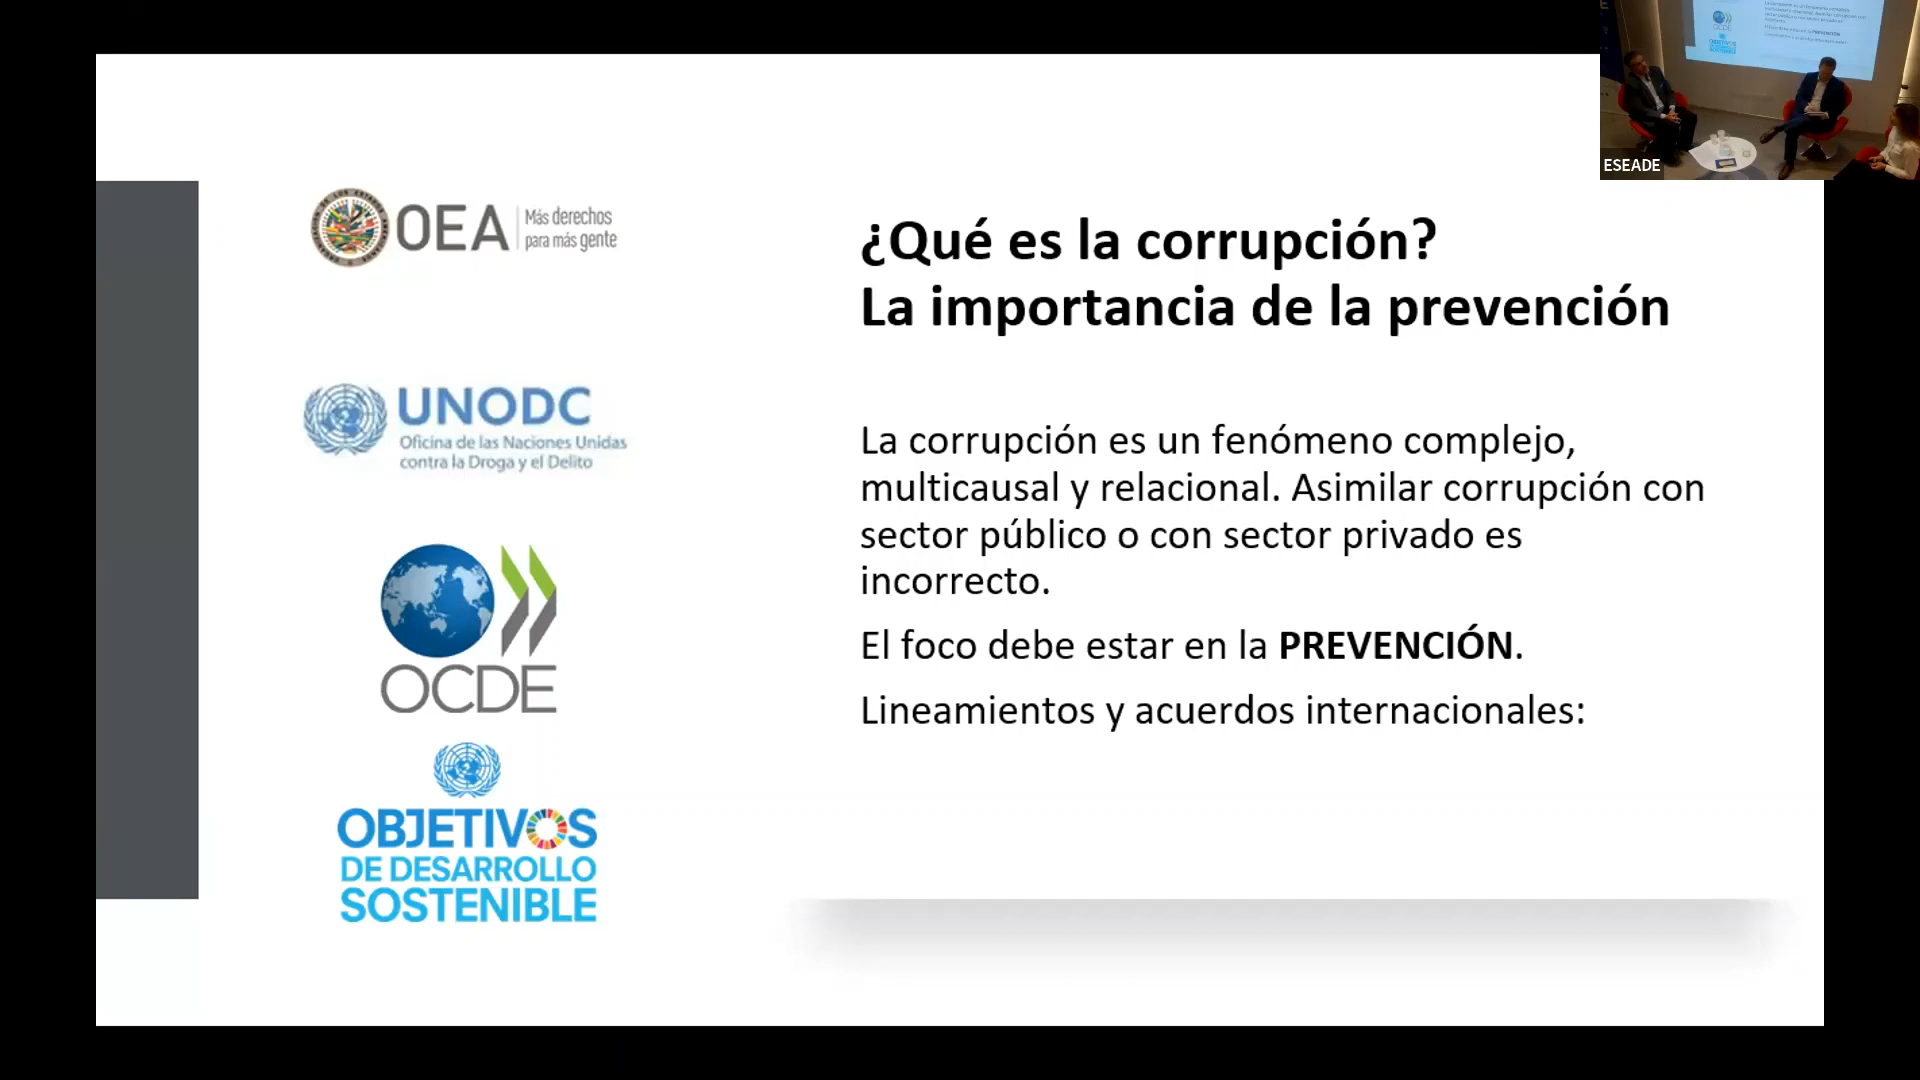 OEA
Más derechos
para más gente
UNODC
Oficina de las Naciones Unidas
contra la Droga y el Delito
OCDE
OBJETIVOS
DE DESARROLLO
SOSTENIBLE
¿Qué es la corrupción?
La importancia de la prevención
La corrupción es un fenómeno complejo,
multicausal y relacional. Asimilar corrupción con
sector público o con sector privado es
incorrecto.
El foco debe estar en la PREVENCIÓN.
Lineamientos y acuerdos internacionales:
ESEADE